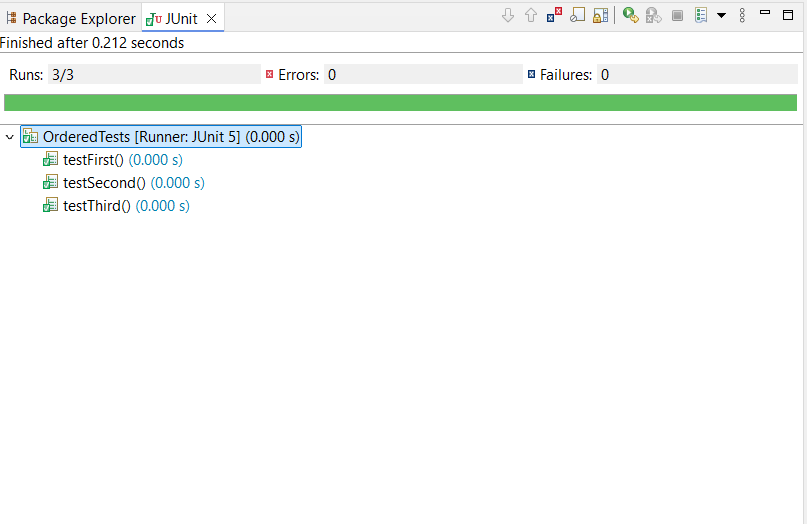 Package Explorer JUnit
Finished after 0.212 seconds
Runs: 3/3 Errors: 0 Failures: 0
OrderedTests [Runner: JUnit 5] (0.000 s)
testFirst() (0.000 s)
testSecond() (0.000 s)
testThird() (0.000 s)